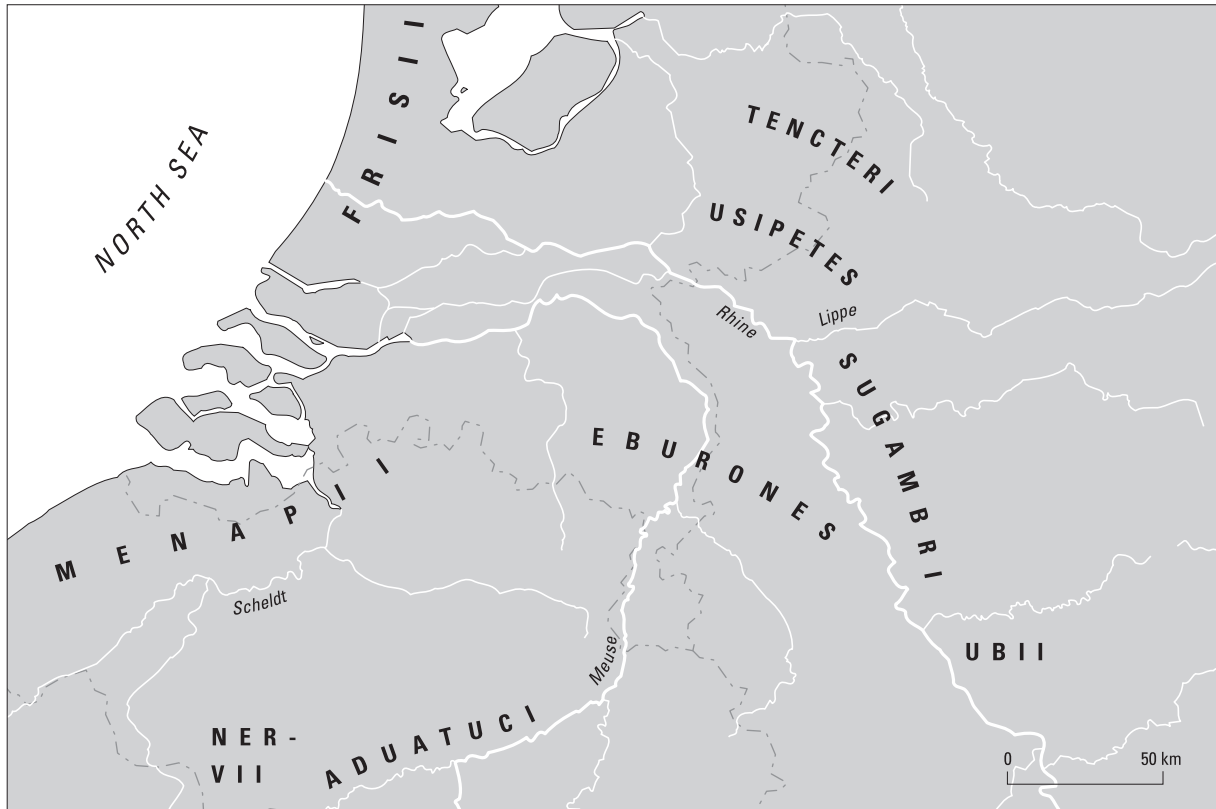 FRISII
NORTH SEA
TENCTERI
USIPETES
Rhine
Lippe
SUGAMBRI
EBURONES
MENAPII
Scheldt
Meuse
UBII
NER-
VII
ADUATUCI
0 50 km